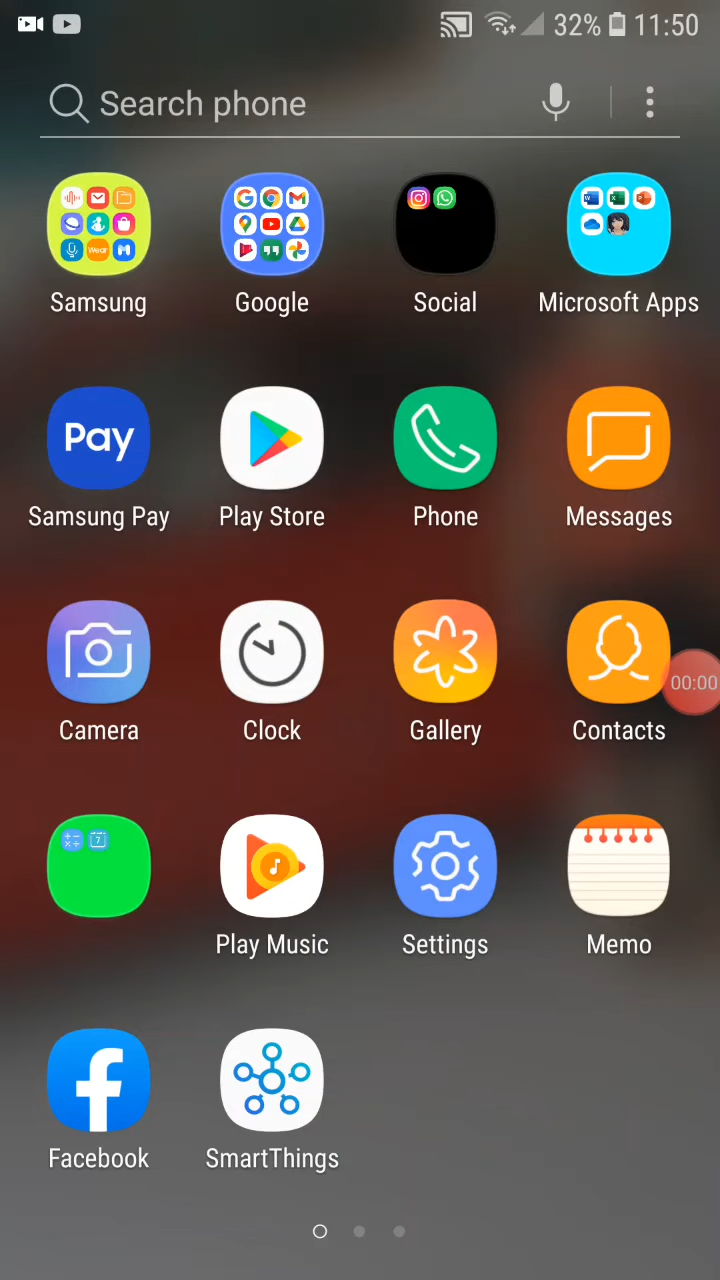 32% 11:50
Search phone
Samsung Google Social Microsoft Apps
Pay
Samsung Pay Play Store Phone Messages
Camera Clock Gallery Contacts
00:00
Play Music Settings Memo
Facebook SmartThings